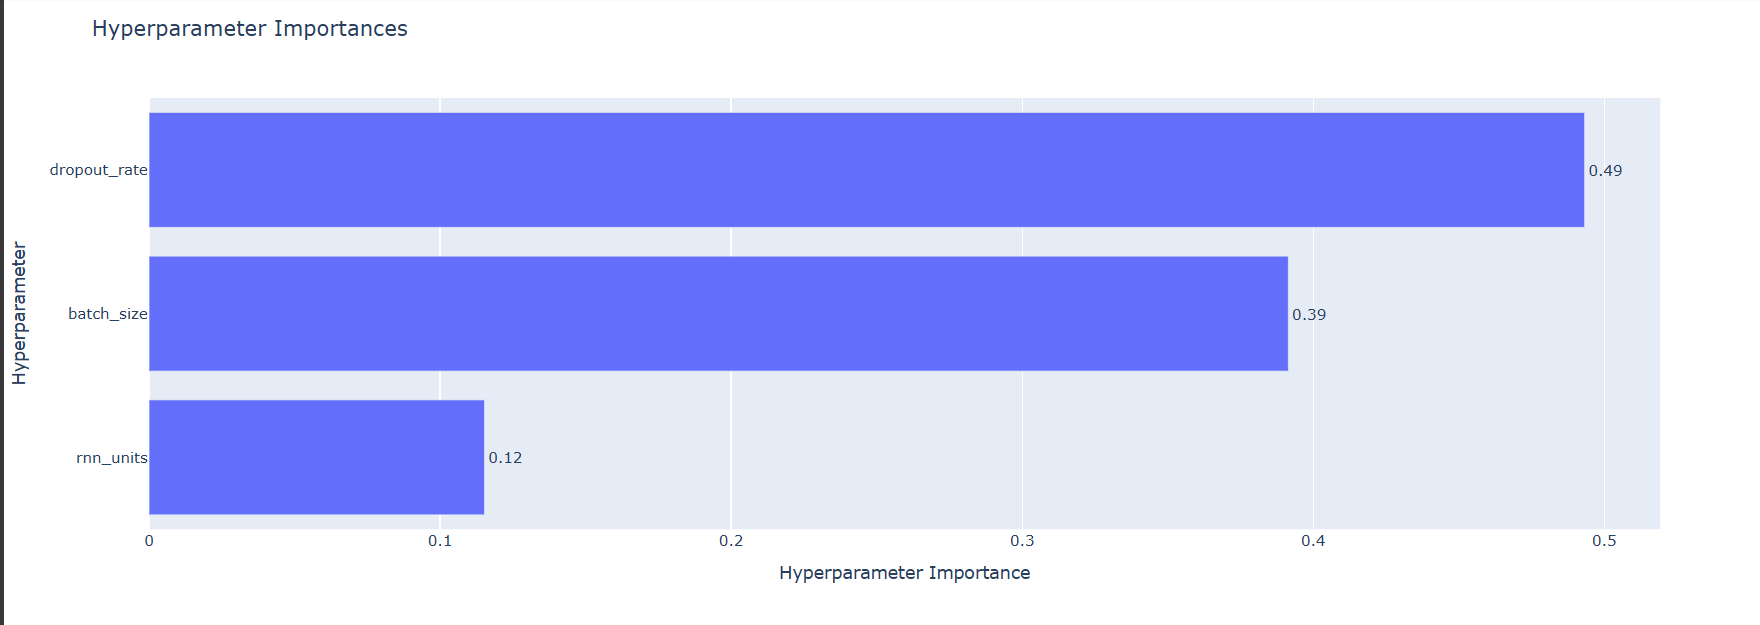 Hyperparameter Importances
Hyperparameter
dropout_rate
0.49
batch_size
0.39
rnn_units
0.12
0 0.1 0.2 0.3 0.4 0.5
Hyperparameter Importance